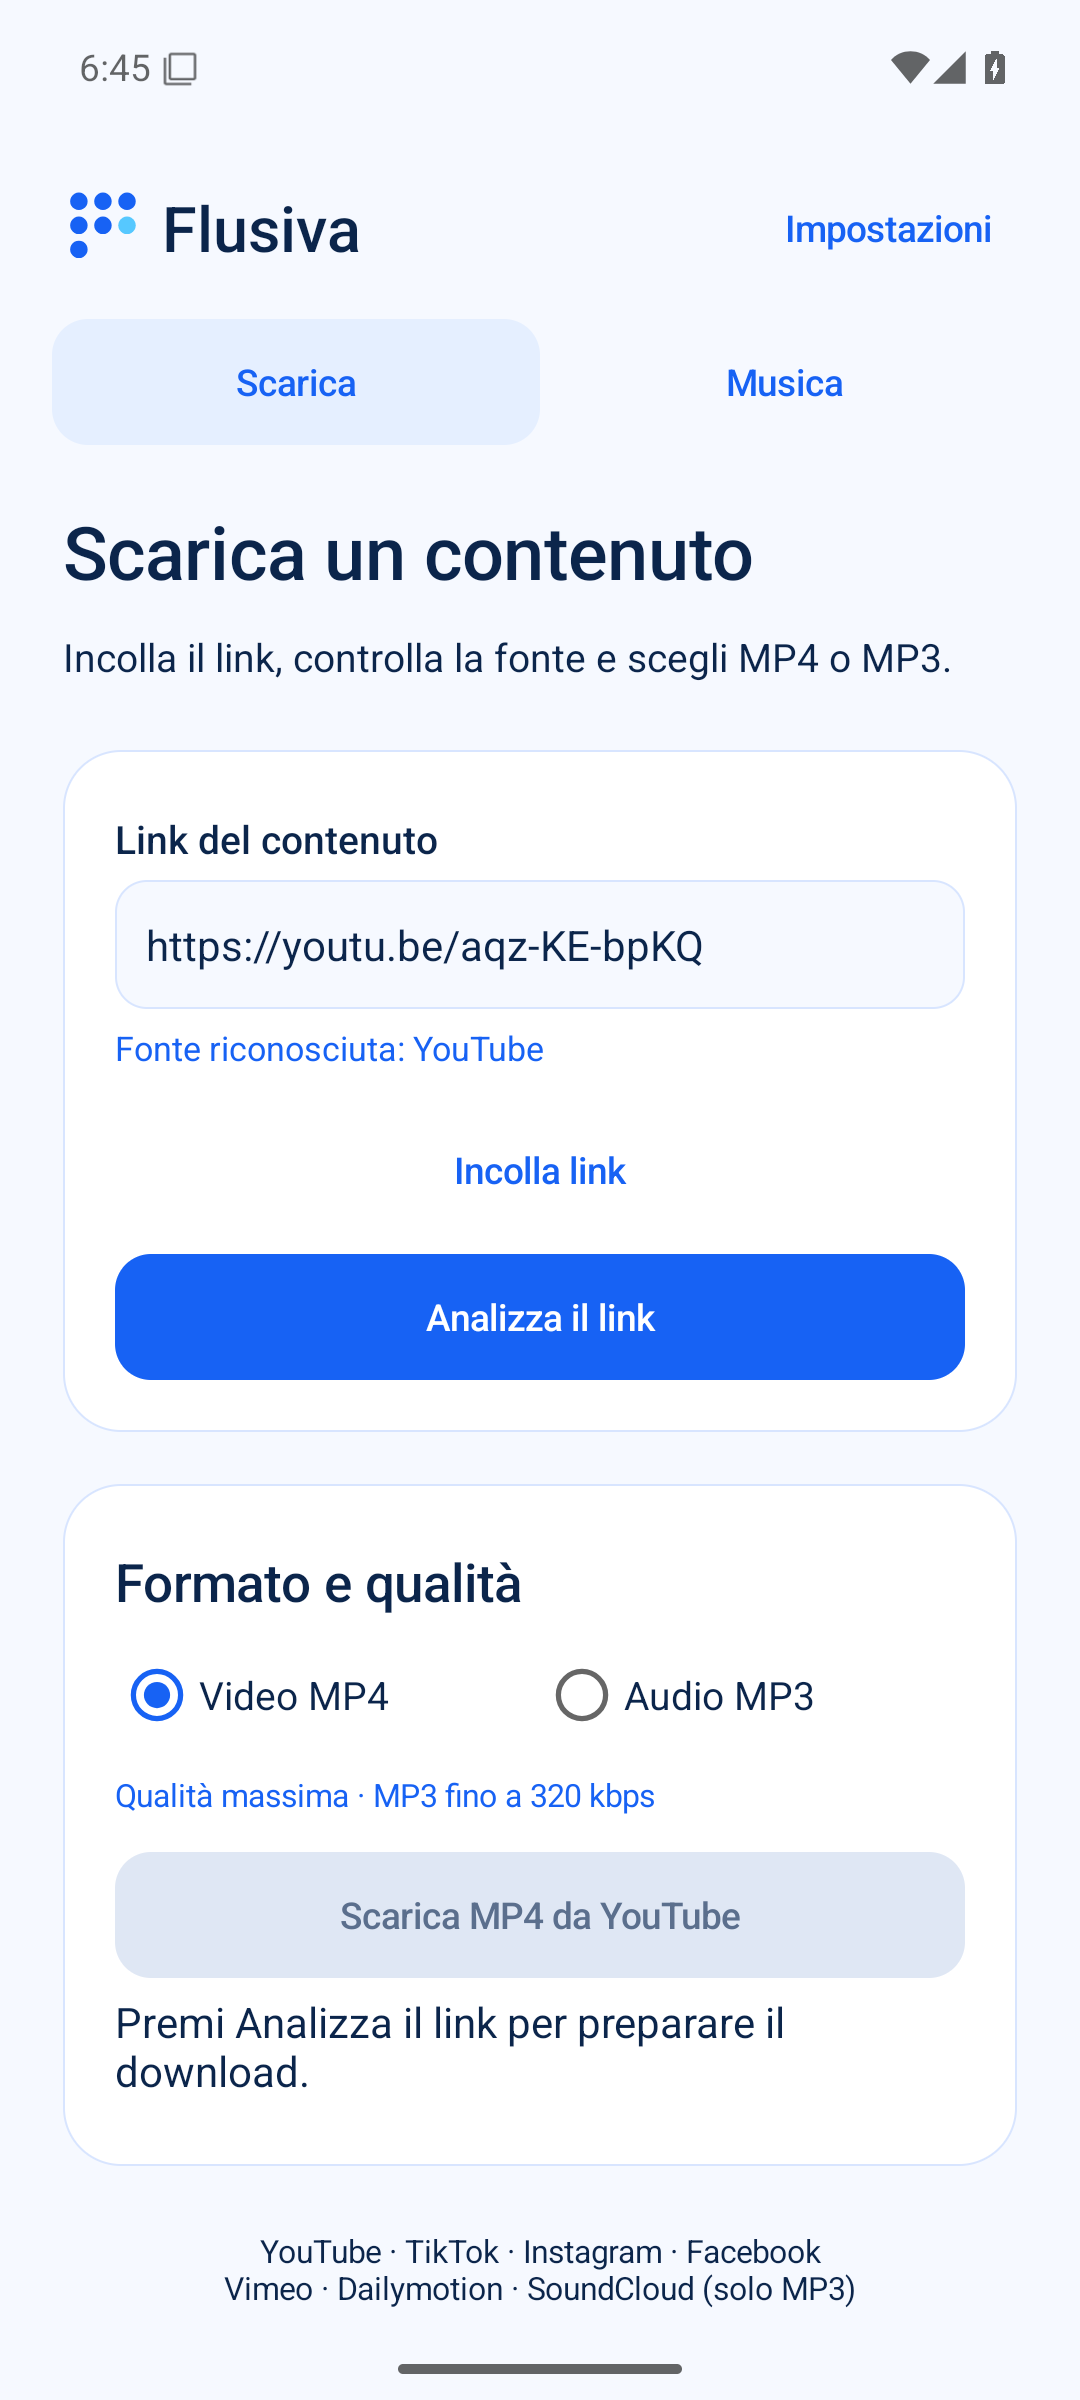 6:45
Flusiva
Impostazioni
Scarica
Musica
Scarica un contenuto
Incolla il link, controlla la fonte e scegli MP4 o MP3.
Link del contenuto
https://youtu.be/aqz-KE-bpKQ
Fonte riconosciuta: YouTube
Incolla link
Analizza il link
Formato e qualità
Video MP4
Audio MP3
Qualità massima · MP3 fino a 320 kbps
Scarica MP4 da YouTube
Premi Analizza il link per preparare il
download.
YouTube · TikTok · Instagram · Facebook
Vimeo · Dailymotion · SoundCloud (solo MP3)